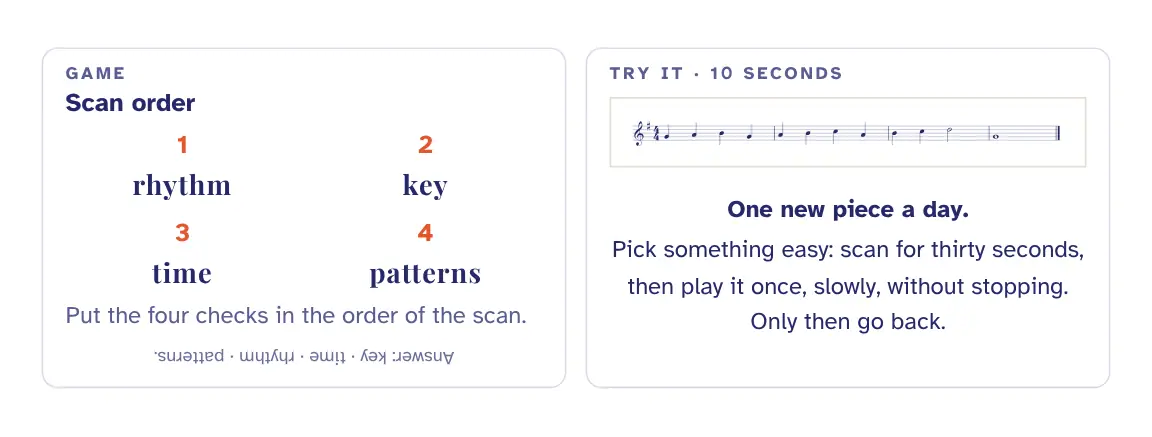 GAME
Scan order
1
2
rhythm
key
3
4
time
patterns
Put the four checks in the order of the scan.
Answer: key · time · rhythm · patterns.
TRY IT · 10 SECONDS
One new piece a day.
Pick something easy: scan for thirty seconds,
then play it once, slowly, without stopping.
Only then go back.